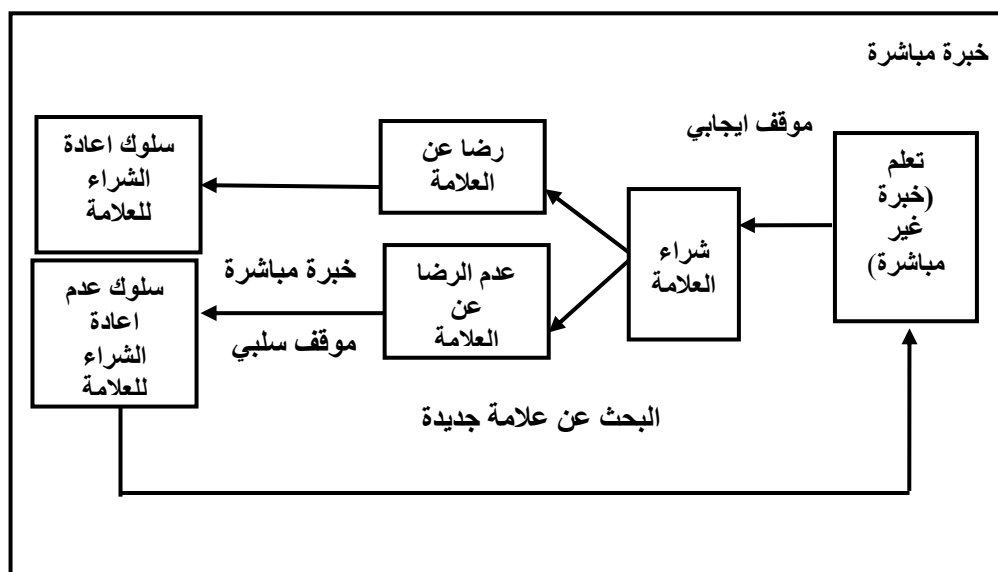 خبرة مباشرة
موقف ايجابي
تعلم
(خبرة
غير
مباشرة)
شراء
العلامة
رضا عن
العلامة
سلوك اعادة
الشراء
للعلامة
عدم الرضا
عن
العلامة
خبرة مباشرة
موقف سلبي
سلوك عدم
اعادة
الشراء
للعلامة
البحث عن علامة جديدة